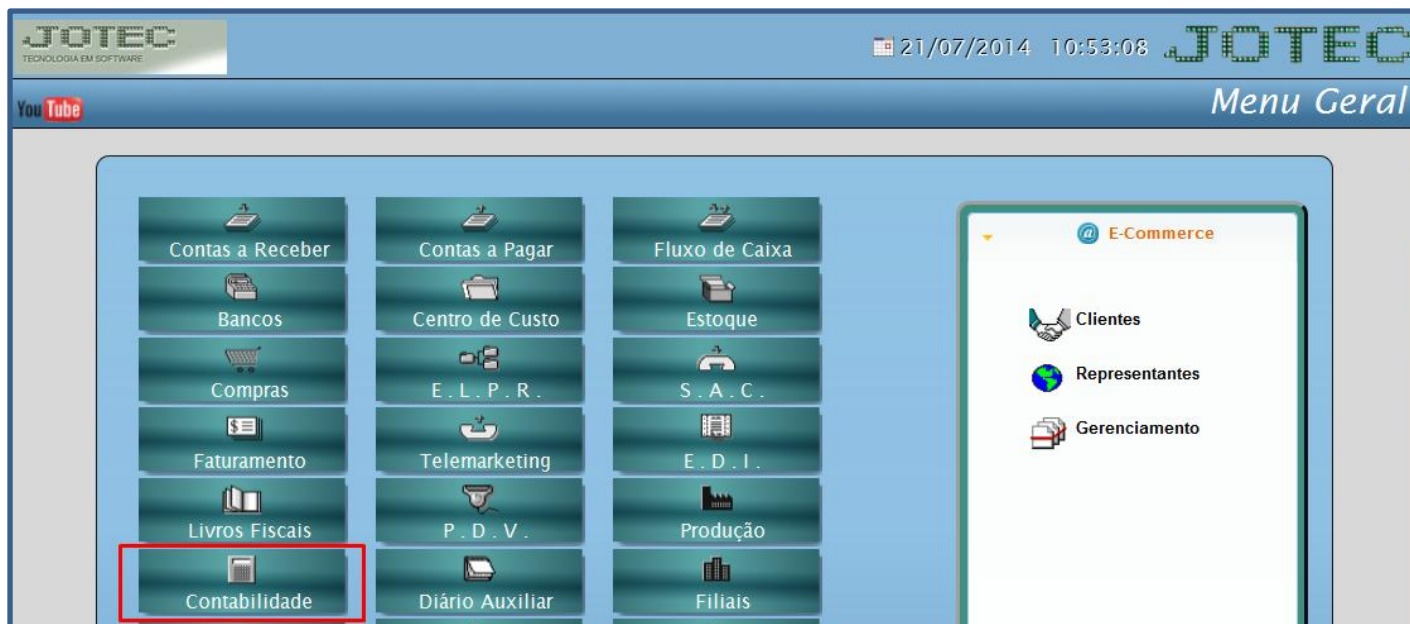 JOTEC
TECNOLOGIA EM SOFTWARE
21/07/2014 10:53:08
JOTEC
You Tube
Menu Geral
Contas a Receber
Contas a Pagar
Fluxo de Caixa
@ E-Commerce
Bancos
Centro de Custo
Estoque
Clientes
Compras
E.L.P.R.
S.A.C.
Representantes
Faturamento
Telemarketing
E.D.I.
Gerenciamento
Livros Fiscais
P.D.V.
Produção
Contabilidade
Diário Auxiliar
Filiais